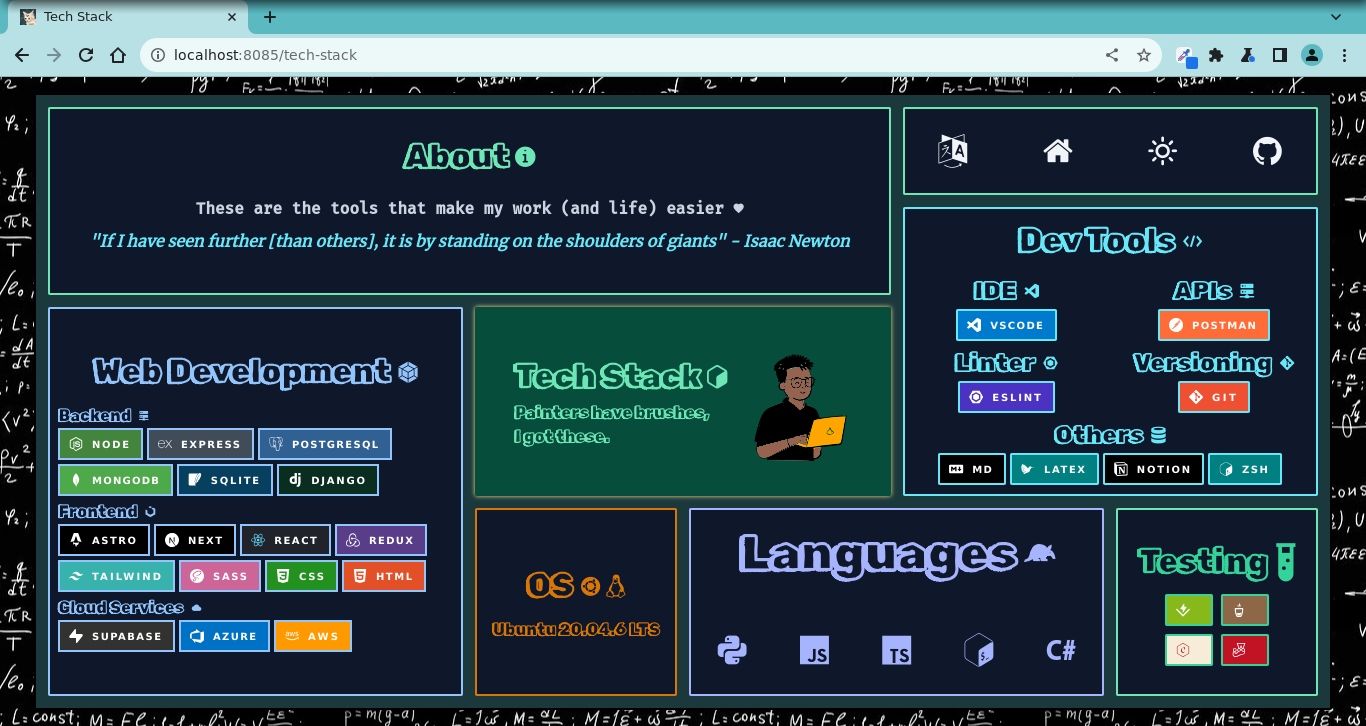 Tech Stack
localhost:8085/tech-stack
About
These are the tools that make my work (and life) easier
"If I have seen further [than others], it is by standing on the shoulders of giants" - Isaac Newton
Dev Tools
IDE
APIs
VSCODE
POSTMAN
Linter
Versioning
ESLINT
GIT
Others
MD
LATEX
NOTION
ZSH
Web Development
Backend
NODE
EXPRESS
POSTGRESQL
MONGODB
SQLITE
DJANGO
Frontend
ASTRO
NEXT
REACT
REDUX
TAILWIND
SASS
CSS
HTML
Cloud Services
SUPABASE
AZURE
AWS
Tech Stack
Painters have brushes,
I got these.
OS
Ubuntu 20.04.6 LTS
Languages
JS
TS
C#
Testing